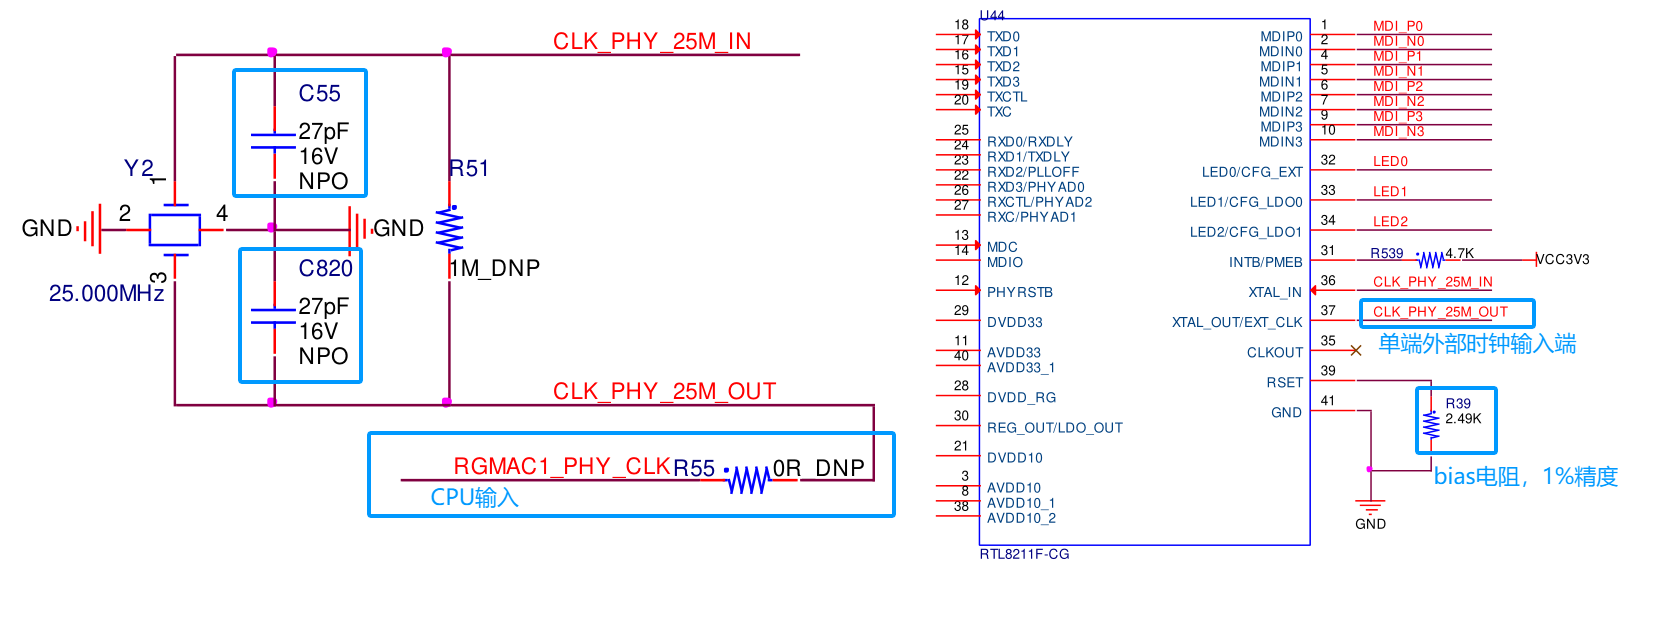 CLK_PHY_25M_IN
C55
27pF
16V
NPO
Y2
1
R51
GND
2
4
GND
3
25.000MHz
C820
27pF
16V
NPO
1M_DNP
CLK_PHY_25M_OUT
RGMAC1_PHY_CLK
R55
0R_DNP
CPU输入
U44
18 TXD0
17 TXD1
16 TXD2
15 TXD3
19 TXCTL
20 TXC
25 RXD0/RXDLY
24 RXD1/TXDLY
23 RXD2/PLLOFF
22 RXD3/PHYAD0
26 RXCTL/PHYAD2
27 RXC/PHYAD1
13 MDC
14 MDIO
12 PHYRSTB
29 DVDD33
11 AVDD33
40 AVDD33_1
28 DVDD_RG
30 REG_OUT/LDO_OUT
21 DVDD10
3 AVDD10
8 AVDD10_1
38 AVDD10_2
MDIP0 1 MDI_P0
MDIN0 2 MDI_N0
MDIP1 4 MDI_P1
MDIN1 5 MDI_N1
MDIP2 6 MDI_P2
MDIN2 7 MDI_N2
MDIP3 9 MDI_P3
MDIN3 10 MDI_N3
LED0/CFG_EXT 32 LED0
LED1/CFG_LDO0 33 LED1
LED2/CFG_LDO1 34 LED2
INTB/PMEB 31 R539 4.7K VCC3V3
XTAL_IN 36 CLK_PHY_25M_IN
XTAL_OUT/EXT_CLK 37 CLK_PHY_25M_OUT
单端外部时钟输入端
CLKOUT 35
RSET 39
R39
2.49K
GND 41
bias电阻，1%精度
GND
RTL8211F-CG